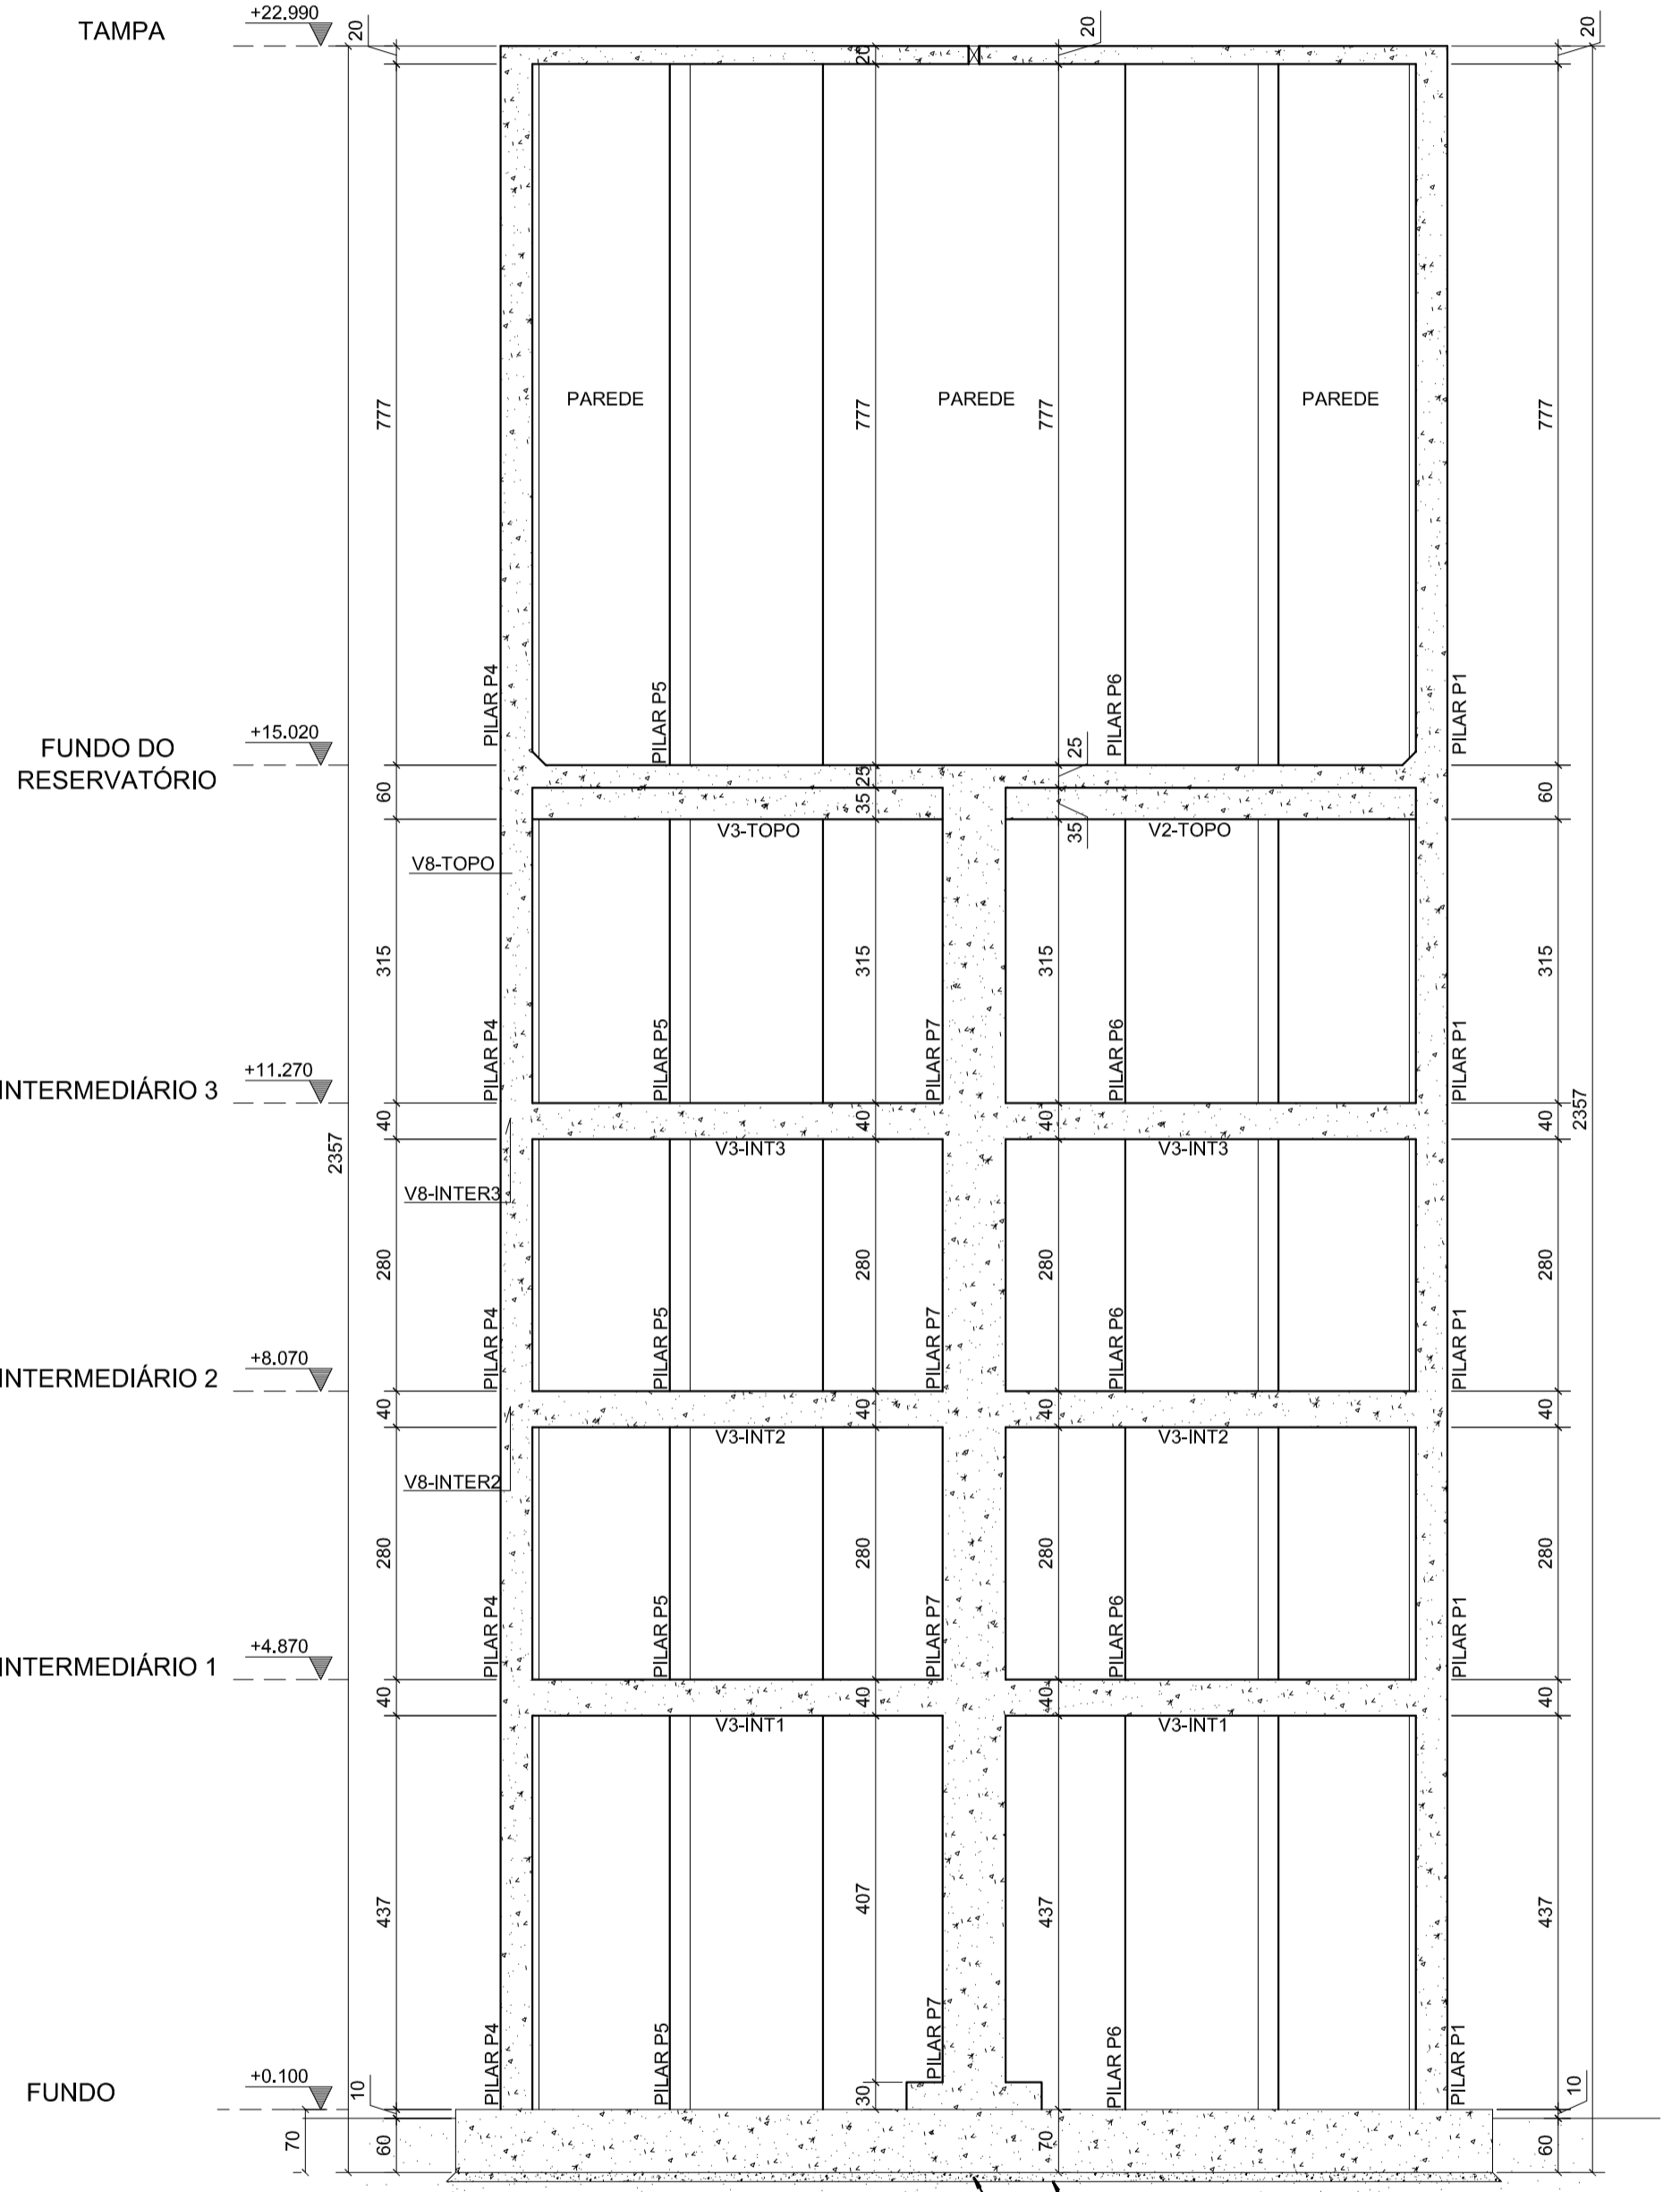 +22.990
TAMPA
20
20
20
20
777
PAREDE
777
PAREDE
777
PAREDE
777
PILAR P4
PILAR P5
PILAR P6
PILAR P1
+15.020
FUNDO DO
RESERVATÓRIO
25
60
25
35
60
V3-TOPO
35
V2-TOPO
V8-TOPO
315
315
315
315
PILAR P4
PILAR P5
PILAR P7
PILAR P6
PILAR P1
+11.270
INTERMEDIÁRIO 3
40
40
40
40
2357
2357
V3-INT3
V3-INT3
V8-INTER3
280
280
280
280
PILAR P4
PILAR P5
PILAR P7
PILAR P6
PILAR P1
+8.070
INTERMEDIÁRIO 2
40
40
40
40
V3-INT2
V3-INT2
V8-INTER2
280
280
280
280
PILAR P4
PILAR P5
PILAR P7
PILAR P6
PILAR P1
+4.870
INTERMEDIÁRIO 1
40
40
40
40
V3-INT1
V3-INT1
437
407
437
437
PILAR P4
PILAR P5
PILAR P7
PILAR P6
PILAR P1
+0.100
FUNDO
10
30
10
70
60
70
60